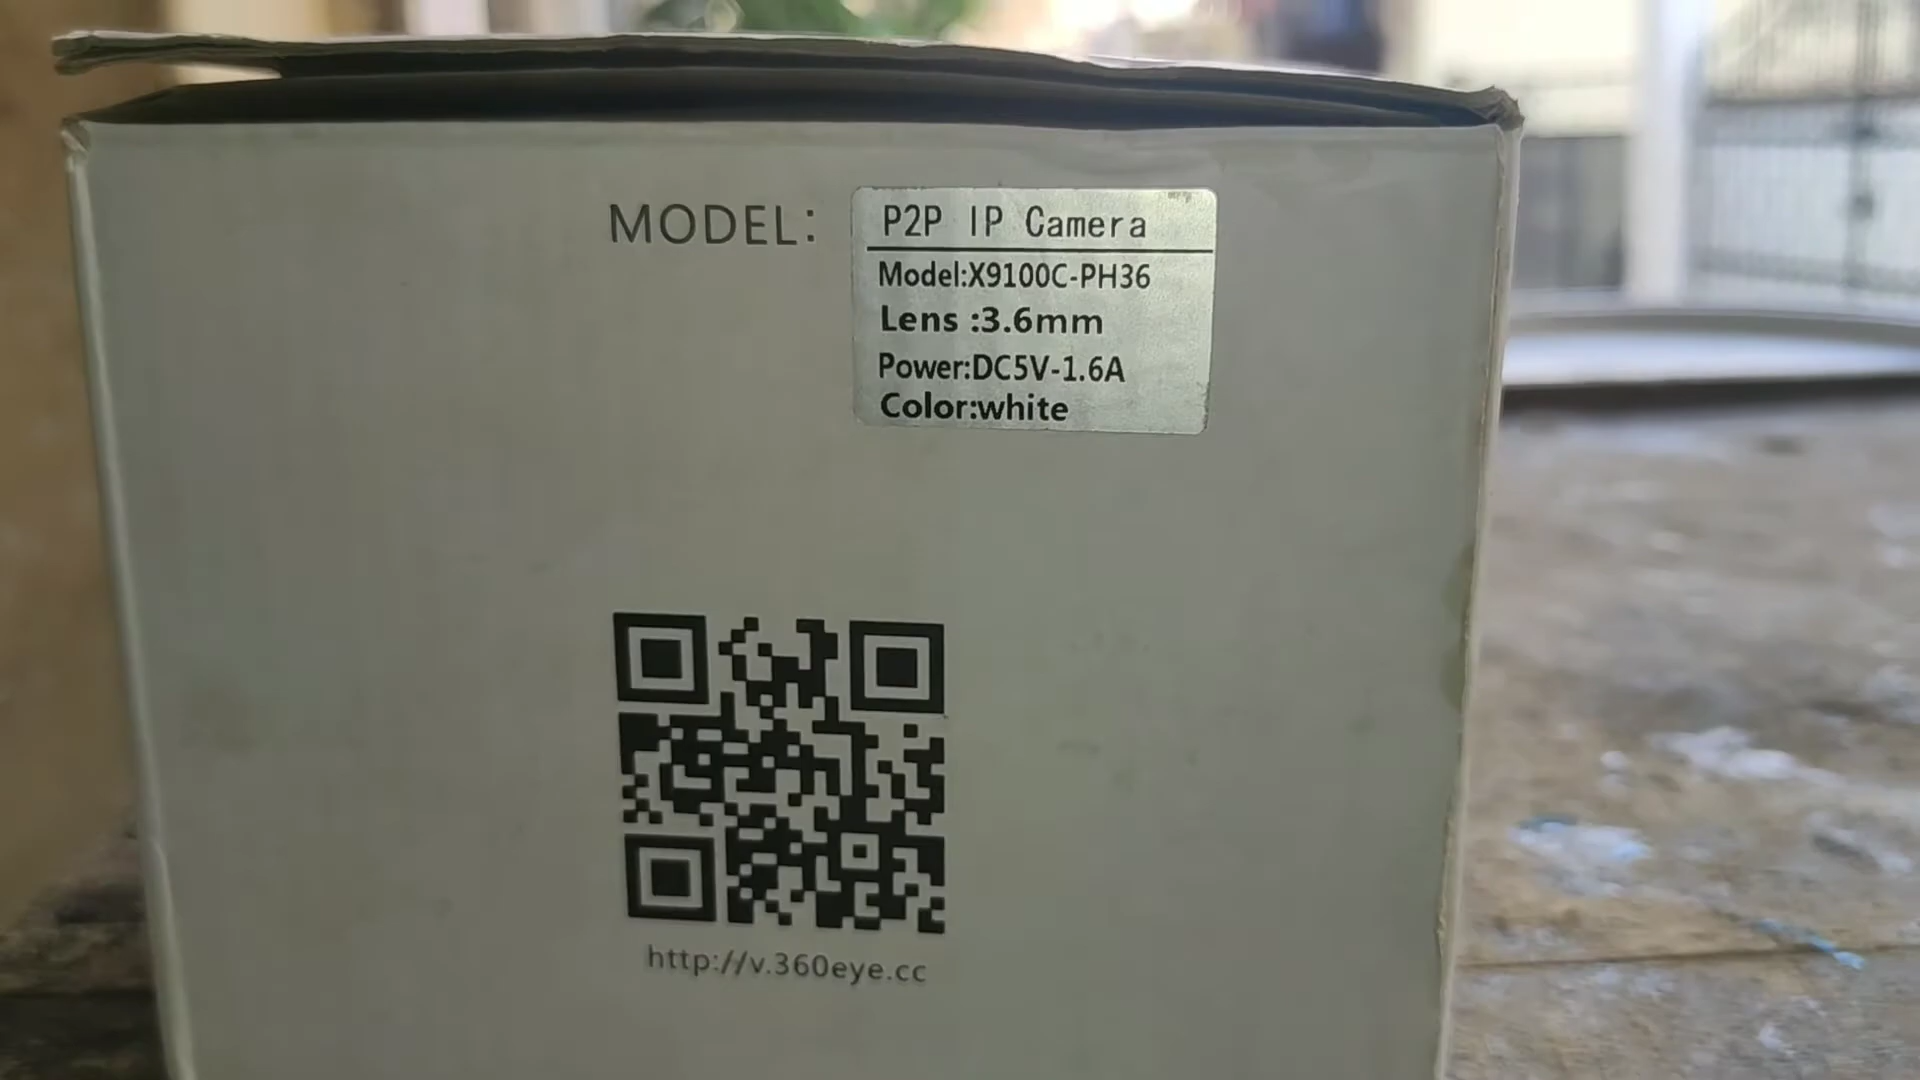 MODEL: P2P IP Camera
Model:X9100C-PH36
Lens :3.6mm
Power:DC5V-1.6A
Color:white
http://v.360eye.cc